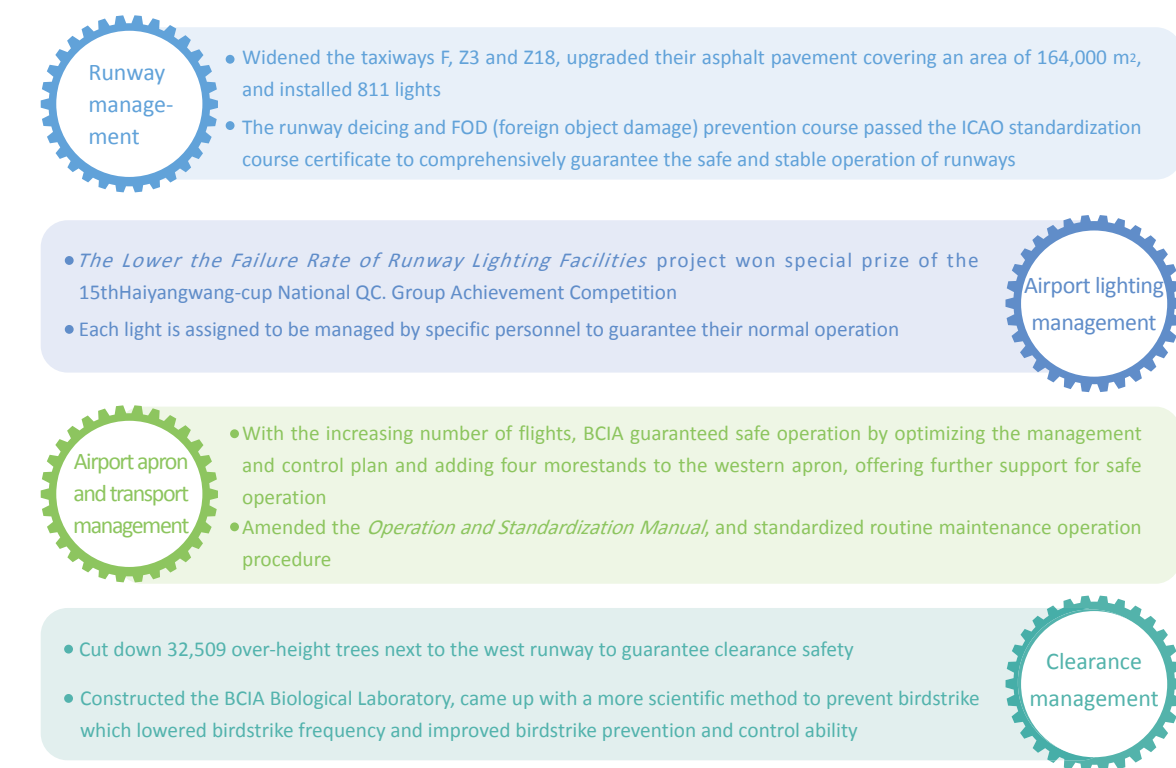 Runway
manage-
ment
• Widened the taxiways F, Z3 and Z18, upgraded their asphalt pavement covering an area of 164,000 m2,
and installed 811 lights
• The runway deicing and FOD (foreign object damage) prevention course passed the ICAO standardization
course certificate to comprehensively guarantee the safe and stable operation of runways
• The Lower the Failure Rate of Runway Lighting Facilities project won special prize of the
15thHaiyangwang-cup National QC. Group Achievement Competition
• Each light is assigned to be managed by specific personnel to guarantee their normal operation
Airport lighting
management
Airport apron
and transport
management
• With the increasing number of flights, BCIA guaranteed safe operation by optimizing the management
and control plan and adding four morestands to the western apron, offering further support for safe
operation
• Amended the Operation and Standardization Manual, and standardized routine maintenance operation
procedure
• Cut down 32,509 over-height trees next to the west runway to guarantee clearance safety
• Constructed the BCIA Biological Laboratory, came up with a more scientific method to prevent birdstrike
which lowered birdstrike frequency and improved birdstrike prevention and control ability
Clearance
management